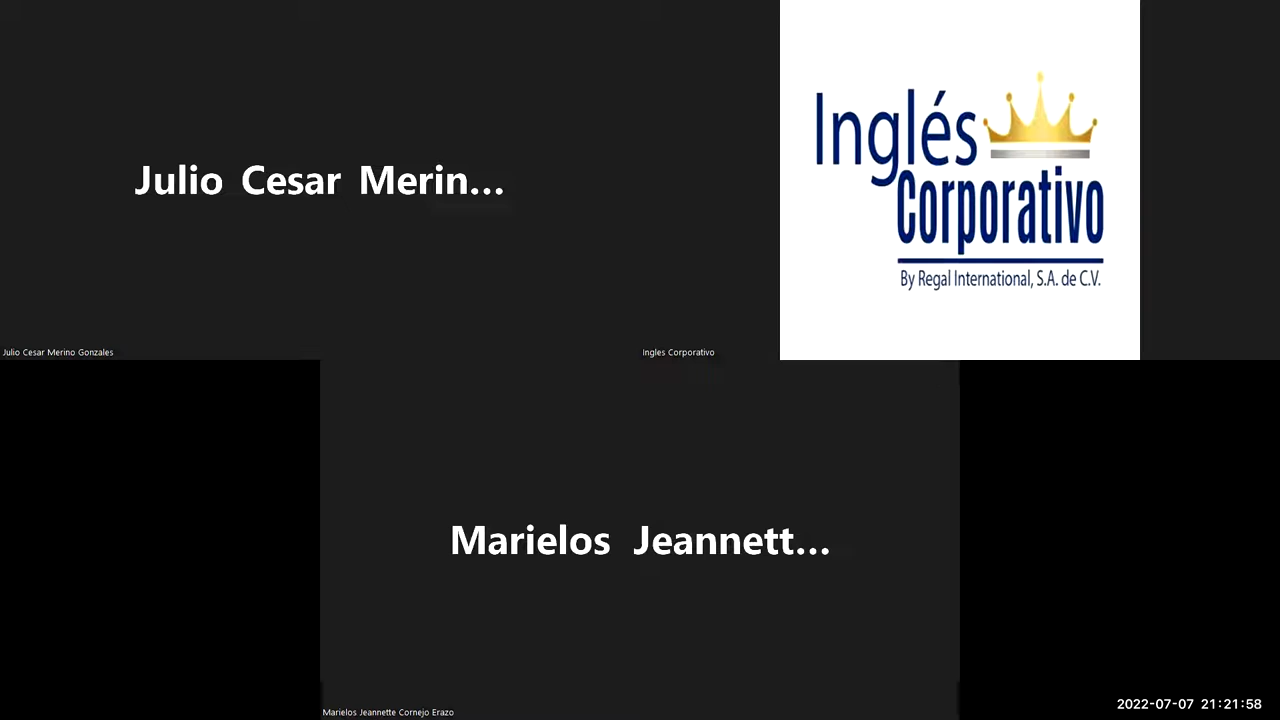 Julio Cesar Merin...
Inglés
Corporativo
By Regal International, S.A. de C.V.
Julio Cesar Merino Gonzales
Ingles Corporativo
Marielos Jeannett...
Marielos Jeannette Cornejo Erazo
2022-07-07 21:21:58